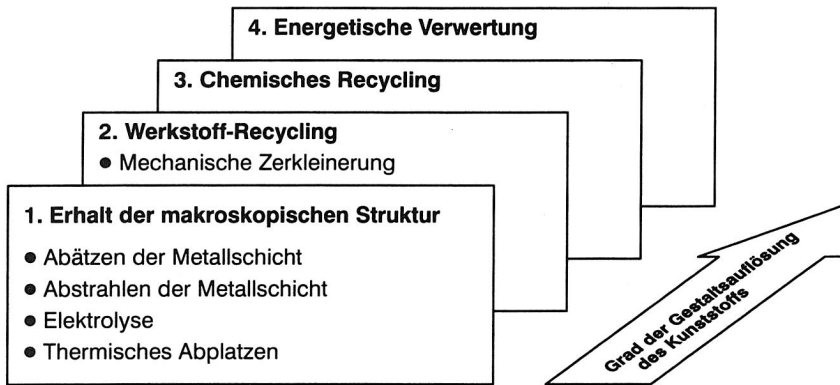 4. Energetische Verwertung
3. Chemisches Recycling
2. Werkstoff-Recycling
● Mechanische Zerkleinerung
1. Erhalt der makroskopischen Struktur
● Abätzen der Metallschicht
● Abstrahlen der Metallschicht
● Elektrolyse
● Thermisches Abplatzen
Grad der Gestaltsauflösung
des Kunststoffs